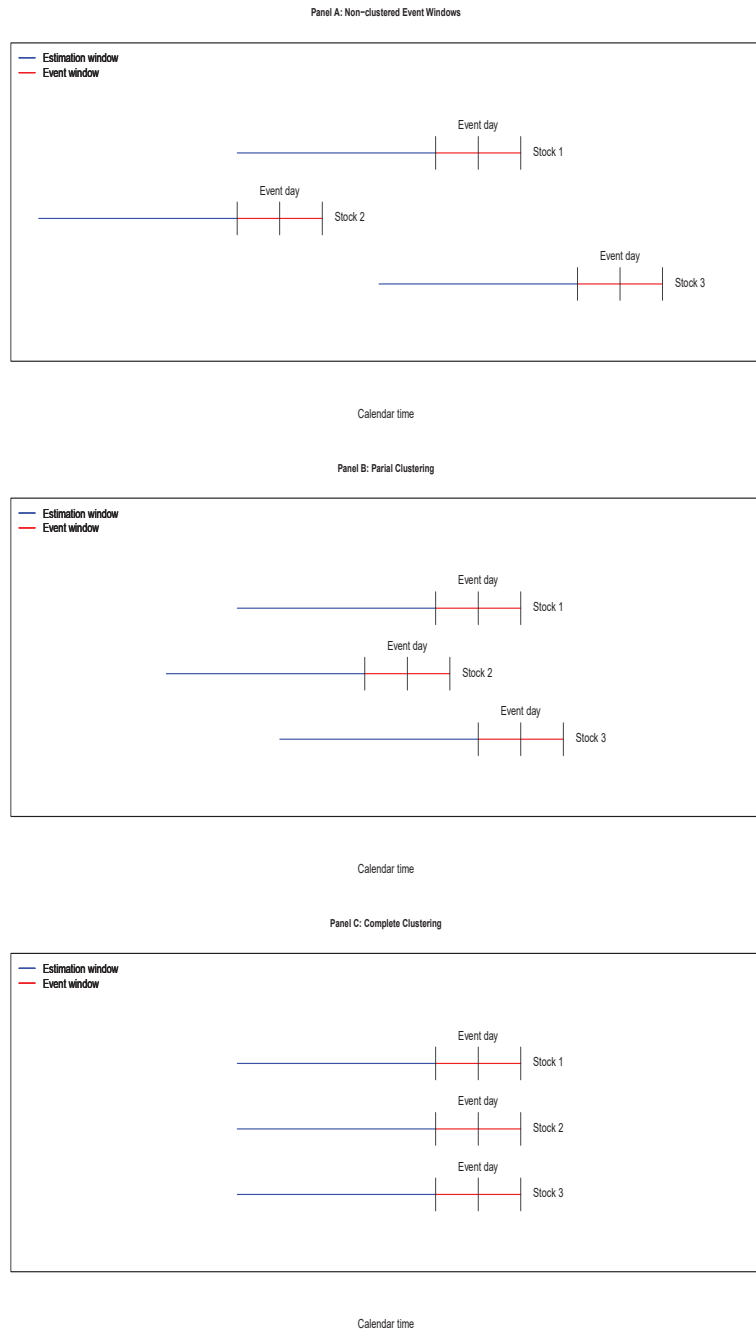 Panel A: Non−clustered Event Windows
Estimation window
Event window
Event day
Stock 1
Event day
Stock 2
Event day
Stock 3
Calendar time
Panel B: Parial Clustering
Estimation window
Event window
Event day
Stock 1
Event day
Stock 2
Event day
Stock 3
Calendar time
Panel C: Complete Clustering
Estimation window
Event window
Event day
Stock 1
Event day
Stock 2
Event day
Stock 3
Calendar time